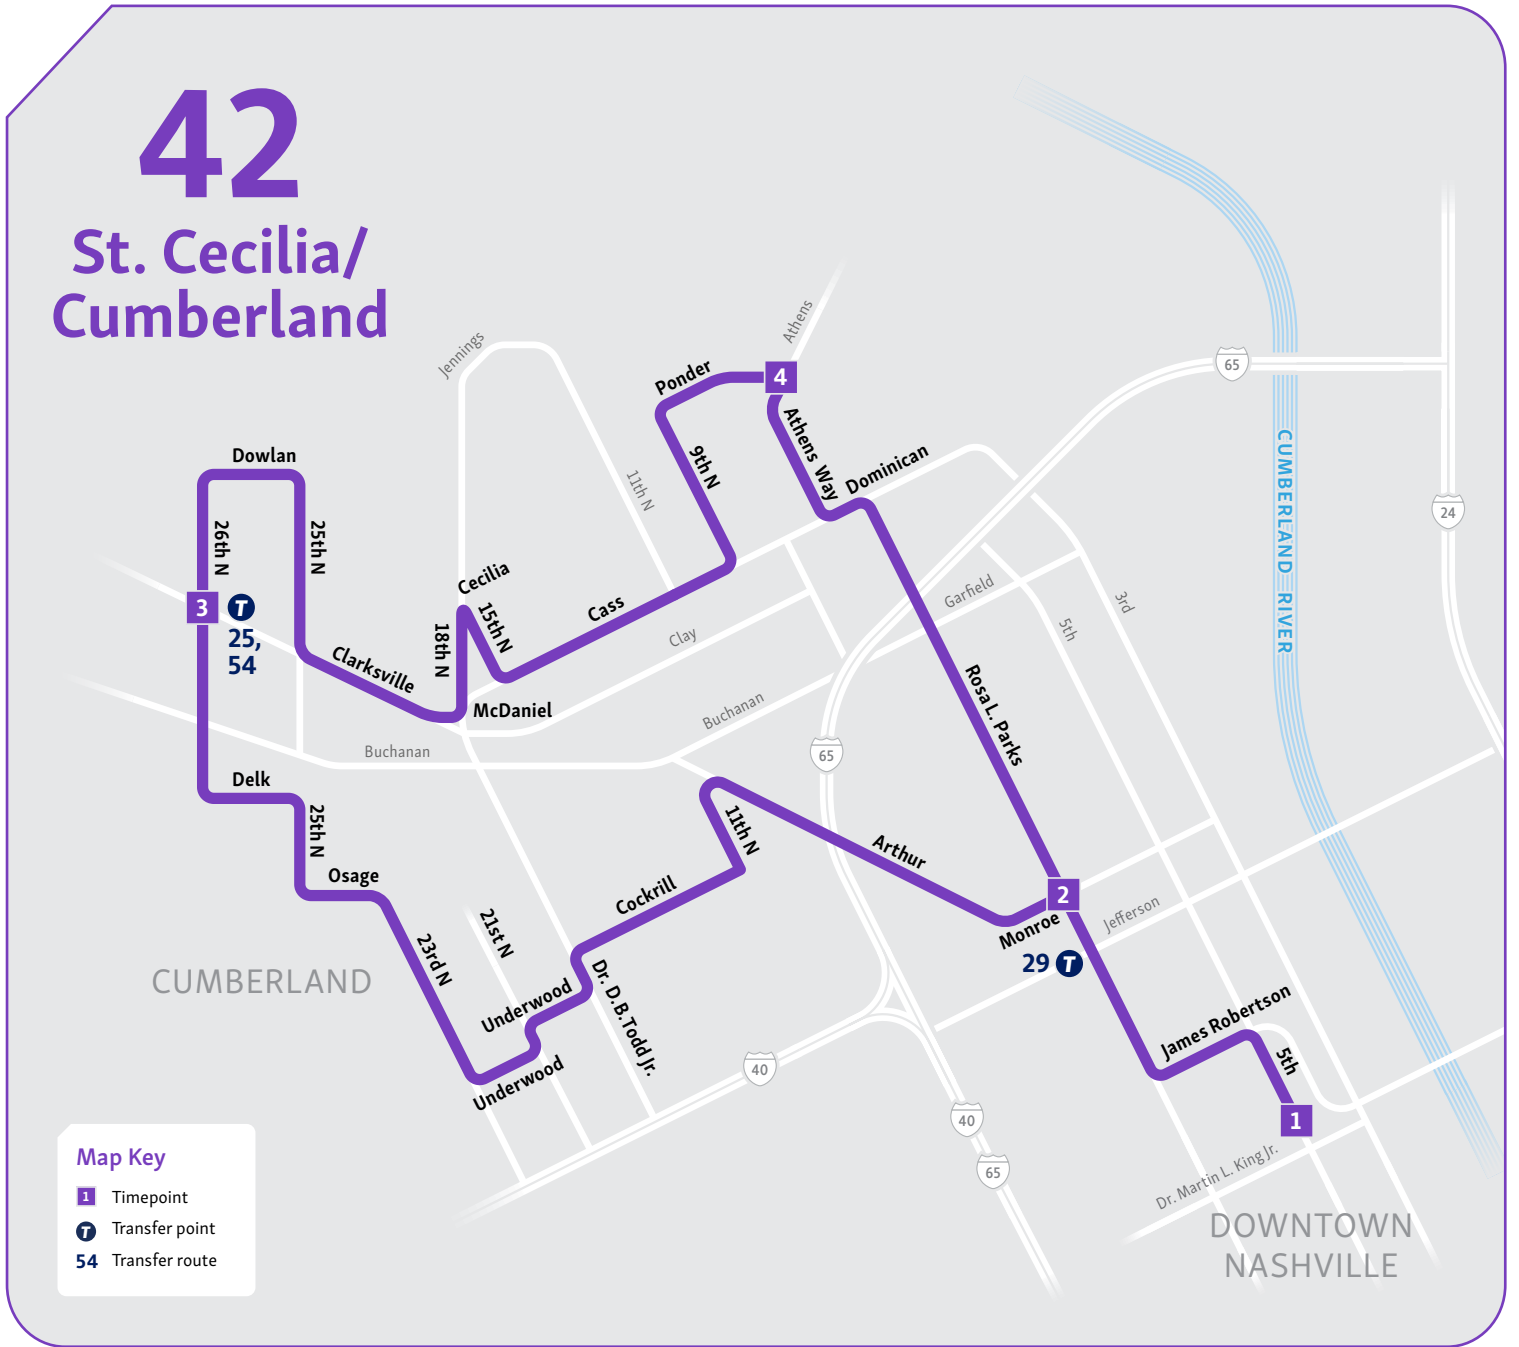 42
St. Cecilia/
Cumberland
Jennings
Athens
65
Ponder
4
Athens Way
9th N
11th N
Dominican
CUMBERLAND RIVER
24
Dowlan
26th N
25th N
3
T
25,
54
Cecilia
15th N
18th N
Cass
Clay
Garfield
3rd
5th
Clarksville
McDaniel
Buchanan
Buchanan
Rosa L. Parks
65
Delk
25th N
Osage
11th N
Arthur
Cockrill
2
Monroe
Jefferson
29
T
21st N
23rd N
CUMBERLAND
Underwood
Underwood
Dr. D.B.Todd Jr.
James Robertson
5th
1
40
40
65
Dr. Martin L. King Jr.
DOWNTOWN
NASHVILLE
Map Key
1 Timepoint
T Transfer point
54 Transfer route